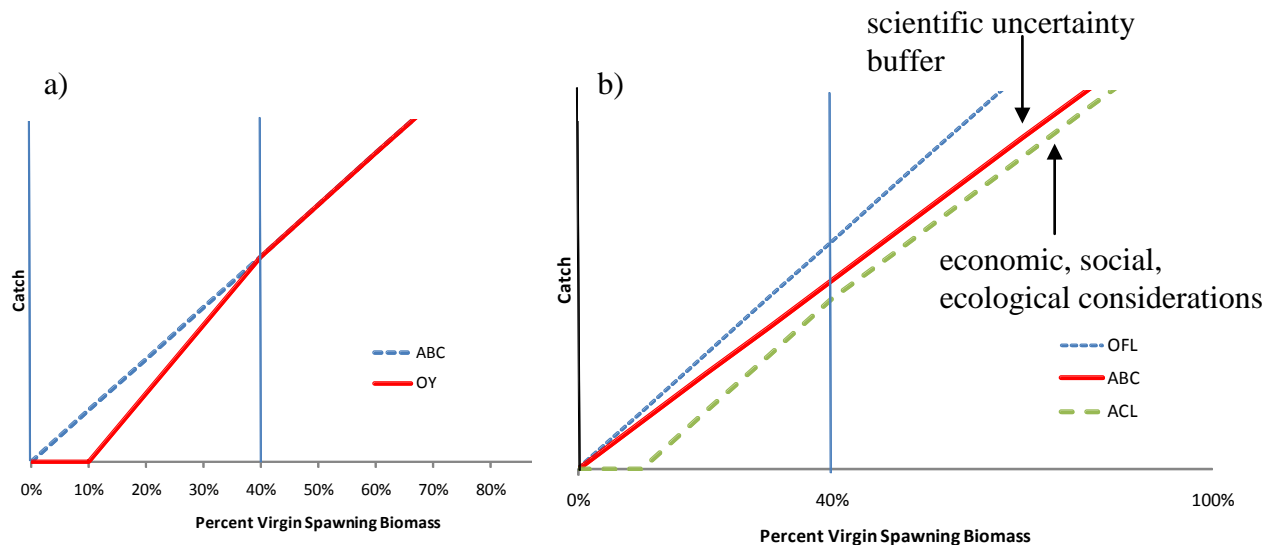 a)
Catch
ABC
OY
0% 10% 20% 30% 40% 50% 60% 70% 80%
Percent Virgin Spawning Biomass
scientific uncertainty
buffer
b)
Catch
economic, social,
ecological considerations
OFL
ABC
ACL
0% 40% 100%
Percent Virgin Spawning Biomass